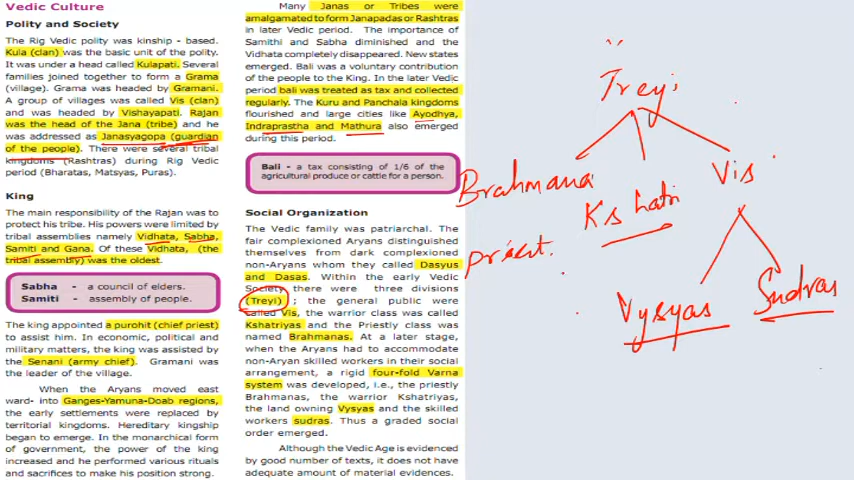 Vedic Culture
Polity and Society
The Rig Vedic polity was kinship - based.
Kula (clan) was the basic unit of the polity.
It was under a head called Kulapati. Several
families joined together to form a Grama
(village). Grama was headed by Gramani.
A group of villages was called Vis (clan)
and was headed by Vishayapati. Rajan
was the head of the Jana (tribe) and he
was addressed as Janasyagopa (guardian
of the people). There were several tribal
kingdoms (Rashtras) during Rig Vedic
period (Bharatas, Matsyas, Puras).
King
The main responsibility of the Rajan was to
protect his tribe. His powers were limited by
tribal assemblies namely Vidhata, Sabha,
Samiti and Gana. Of these Vidhata, (the
tribal assembly) was the oldest.
Sabha - a council of elders.
Samiti - assembly of people.
The king appointed a purohit (chief priest)
to assist him. In economic, political and
military matters, the king was assisted by
the Senani (army chief). Gramani was
the leader of the village.
When the Aryans moved east
ward- into Ganges-Yamuna-Doab regions,
the early settlements were replaced by
territorial kingdoms. Hereditary kingship
began to emerge. In the monarchical form
of government, the power of the king
increased and he performed various rituals
and sacrifices to make his position strong.
Many Janas or Tribes were
amalgamated to form Janapadas or Rashtras
in later Vedic period. The importance of
Samithi and Sabha diminished and the
Vidhata completely disappeared. New states
emerged. Bali was a voluntary contribution
of the people to the King. In the later Vedic
period bali was treated as tax and collected
regularly. The Kuru and Panchala kingdoms
flourished and large cities like Ayodhya,
Indraprastha and Mathura also emerged
during this period.
Bali - a tax consisting of 1/6 of the
agricultural produce or cattle for a person.
Social Organization
The Vedic family was patriarchal. The
fair complexioned Aryans distinguished
themselves from dark complexioned
non-Aryans whom they called Dasyus
and Dasas. Within the early Vedic
Society there were three divisions
(Treyi) ; the general public were
called Vis, the warrior class was called
Kshatriyas and the Priestly class was
named Brahmanas. At a later stage,
when the Aryans had to accommodate
non-Aryan skilled workers in their social
arrangement, a rigid four-fold Varna
system was developed, i.e., the priestly
Brahmanas, the warrior Kshatriyas,
the land owning Vysyas and the skilled
workers sudras. Thus a graded social
order emerged.
Although the Vedic Age is evidenced
by good number of texts, it does not have
adequate amount of material evidences.
Treyi
Brahmana
Kshatri
Vis
priest.
Vysyas
Sudras